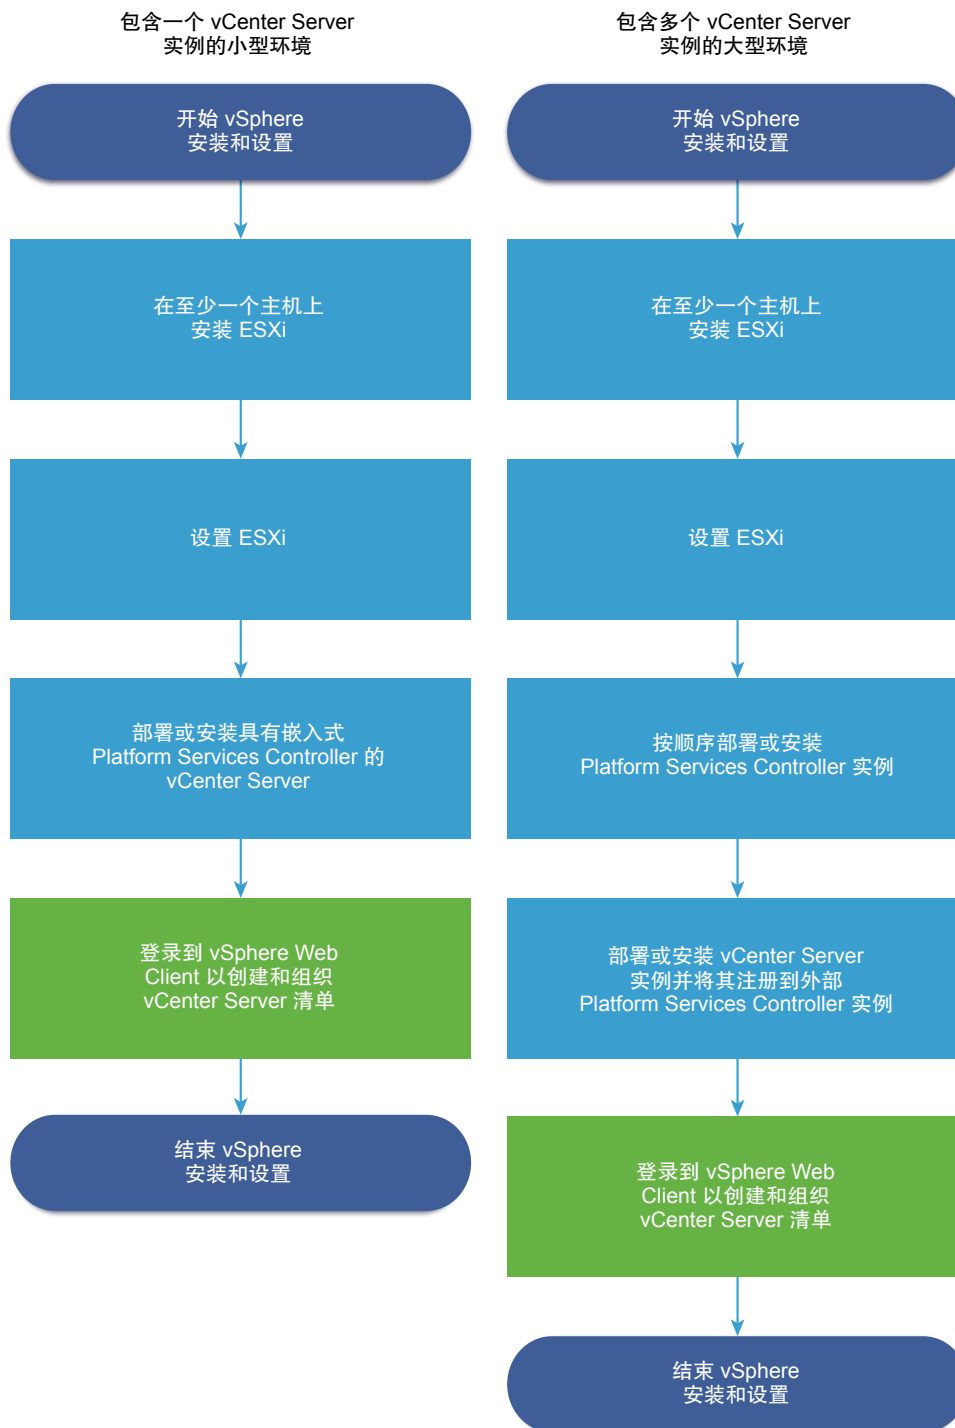 包含一个 vCenter Server
实例的小型环境
开始 vSphere
安装和设置
在至少一个主机上
安装 ESXi
设置 ESXi
部署或安装具有嵌入式
Platform Services Controller 的
vCenter Server
登录到 vSphere Web
Client 以创建和组织
vCenter Server 清单
结束 vSphere
安装和设置
包含多个 vCenter Server
实例的大型环境
开始 vSphere
安装和设置
在至少一个主机上
安装 ESXi
设置 ESXi
按顺序部署或安装
Platform Services Controller 实例
部署或安装 vCenter Server
实例并将其注册到外部
Platform Services Controller 实例
登录到 vSphere Web
Client 以创建和组织
vCenter Server 清单
结束 vSphere
安装和设置